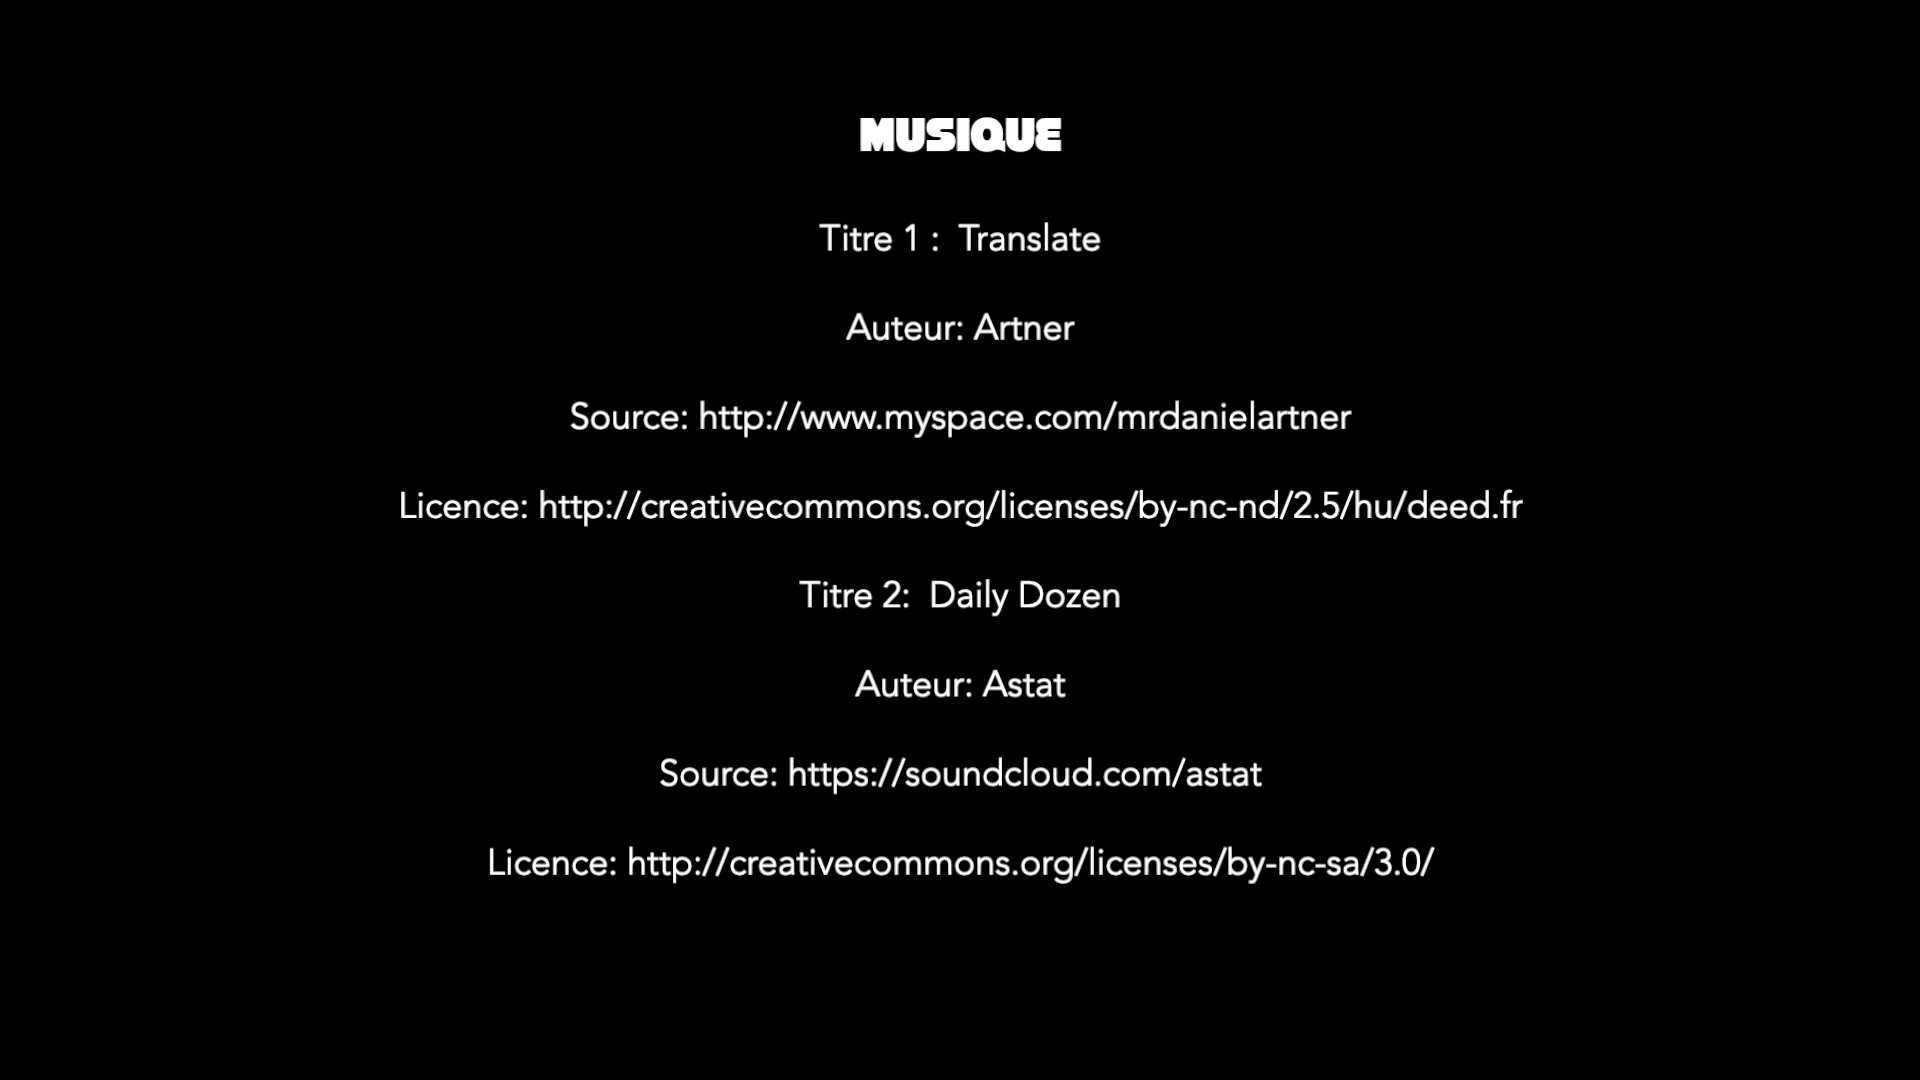 MUSIQUE
Titre 1 :  Translate
Auteur: Artner
Source: http://www.myspace.com/mrdanielartner
Licence: http://creativecommons.org/licenses/by-nc-nd/2.5/hu/deed.fr
Titre 2:  Daily Dozen
Auteur: Astat
Source: https://soundcloud.com/astat
Licence: http://creativecommons.org/licenses/by-nc-sa/3.0/